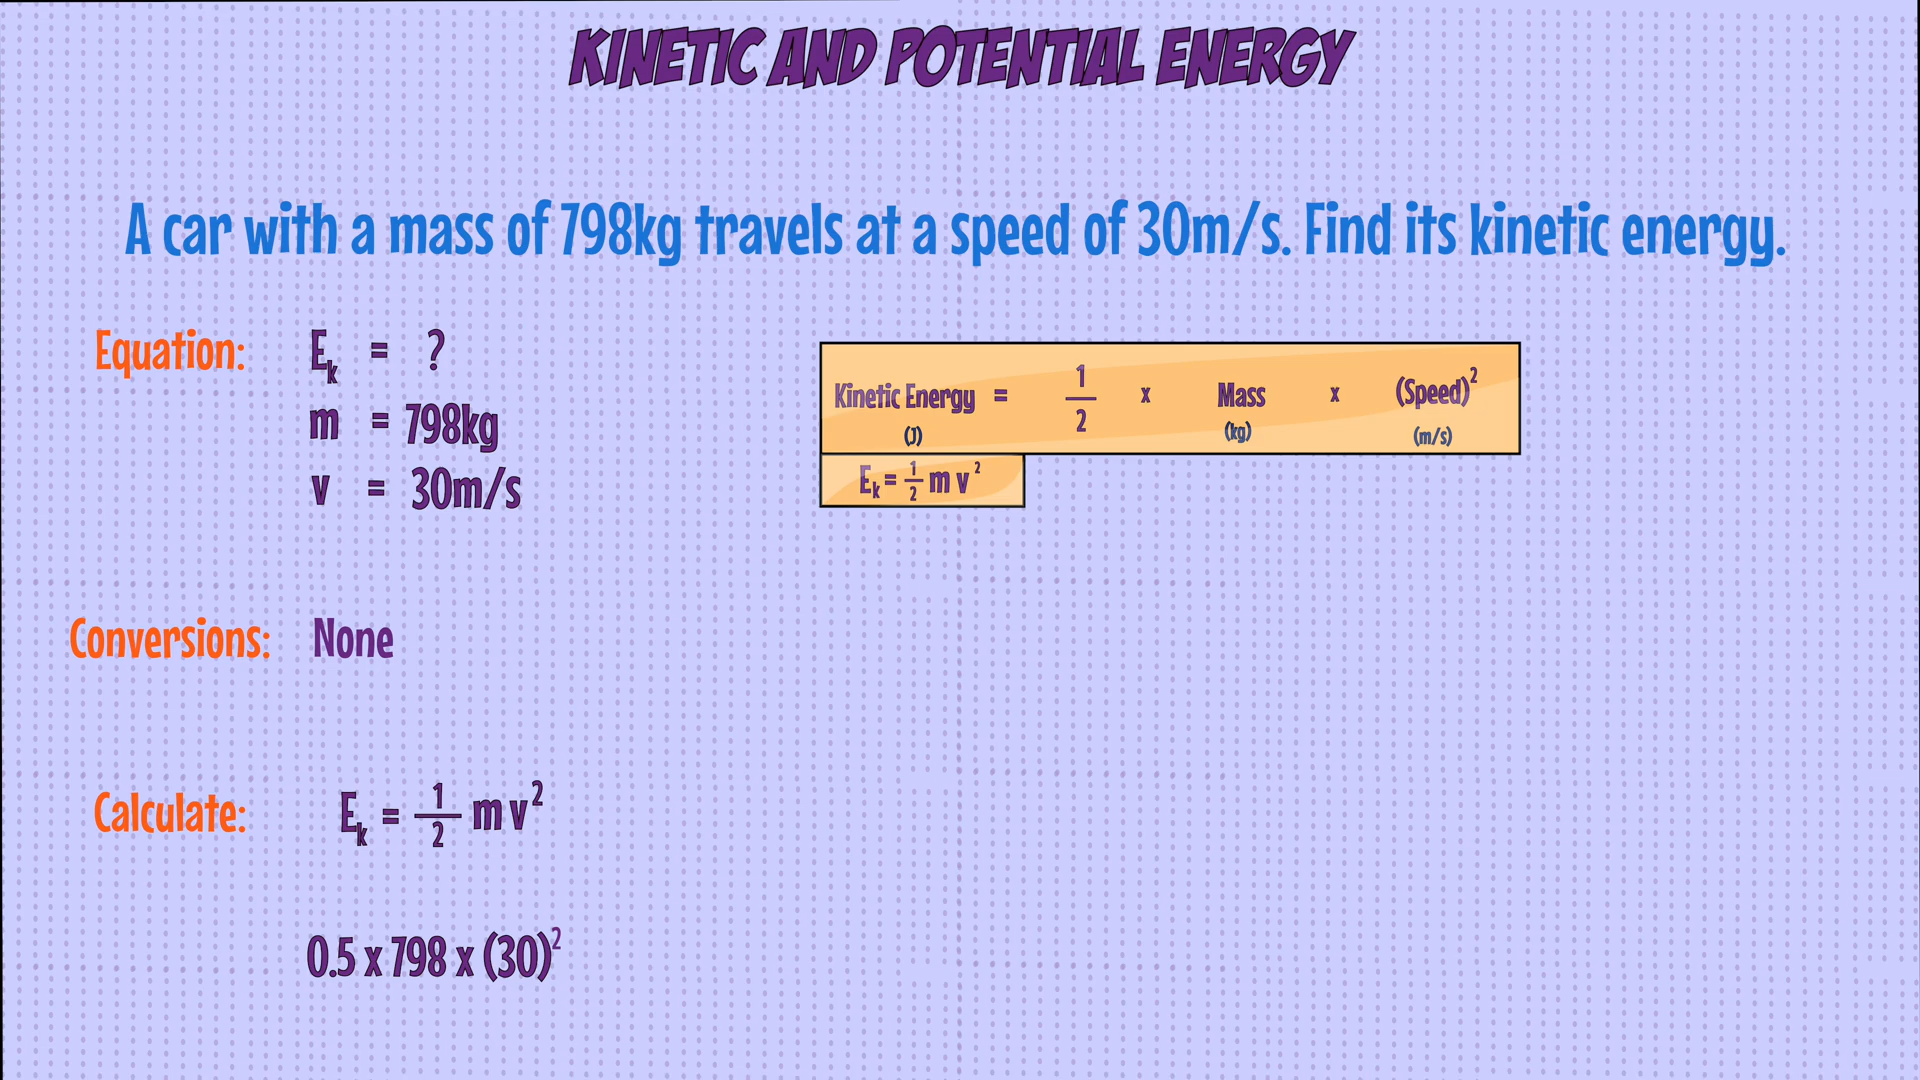 KINETIC AND POTENTIAL ENERGY
A car with a mass of 798kg travels at a speed of 30m/s. Find its kinetic energy.
Equation: Eₖ = ?
m = 798kg
v = 30m/s
Kinetic Energy = 1/2 x Mass x (Speed)²
(J) (kg) (m/s)
Eₖ = 1/2 m v²
Conversions: None
Calculate: Eₖ = 1/2 m v²
0.5 x 798 x (30)²